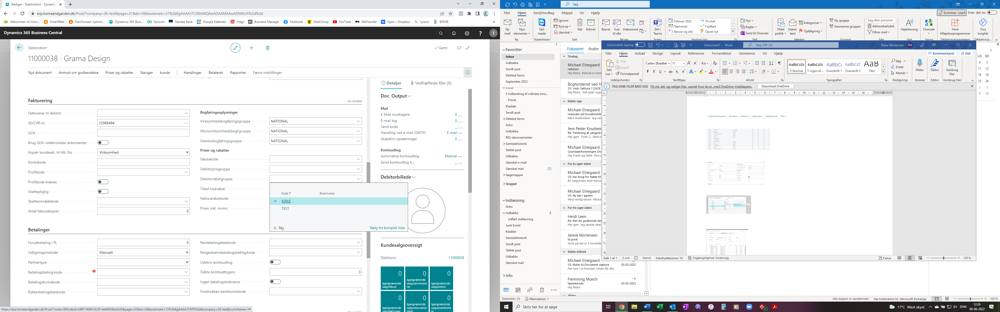 Rediger - Debitorkort - Dynamic
erp.homeandgarden.dk/Prod/?company=26-test&page=21&dc=0&bookmark=27%3bEgAAAAJ7CDEAMQAwADAAMAAwADMAOA%3d%3d
Velkommen til Hom...
SmartWeb
DanDomain-hjemm...
Dynamics 365 Busi...
Sproom
Danske Bank
Google Kalender
Fragt
Business Manager
Facebook
MailChimp
YouTube
WeTransfer
Hjem – Dropbox
Lyreco
BIRME
Dynamics 365 Business Central
Debitorkort
Gemt
11000038 · Grama Design
Nyt dokument
Anmod om godkendelse
Priser og rabatter
Naviger
kunde
Handlinger
Relateret
Rapporter
Færre indstillinger
Fakturering
Vis mindre
Faktureres til debitor
SE/CVR-nr.
12988494
GLN
Brug GLN i elektroniske dokumenter
Kopiér kundeadr. til tilb. fra
Virksomhed
Kontokode
Profilkode
Profilkode kræves
Skattepligtig
Skatteområdekode
Antal fakturakopier
0
Bogføringsoplysninger
Virksomhedsbogføringsgruppe
NATIONAL
Momsvirksomhedsbogf.gruppe
NATIONAL
Debitorbogføringsgruppe
NATIONAL
Priser og rabatter
Valutakode
Debitorprisgruppe
Debitorrabatgruppe
Tillad linjerabat
Fakturarabatkode
Priser inkl. moms
Kode
Beskrivelse
KIRKE
TEST
Ny
Vælg fra komplet liste
Betalinger
Forudbetaling i %
0
Udligningsmetode
Manuelt
Partnertype
Betalingsbeting.kode
Betalingsformskode
Rykkerbetingelseskode
Rentebetingelseskode
Pengestrømsbetalingsbeting.kode
Udskriv kontoudtog
Sidste kontoudtogsnr.
3
Ingen betalingstolerance
Foretrukken bankkontokode
Vis mindre
Detaljer
Vedhæftede filer (0)
Doc. Output
Mail
E-Mail modtagere
0
E-mail log
0
Send kode
_
Handling ved e-mail (SMTP)
E-mail
Skabelon opsætninger
0
Kontoudtog
Automatisk kontoudtog
Manuel
Send kontoudtog k...
_
Debitorbillede
Kundesalgsoversigt
Debitornr.
11000038
0
Igangværende salgstilbud
0
Igangværende salgsrammeord rer
0
Igangværende salgsordrer
0
Igangværende salgsfakturaer
0
Igangværende salgsreturvareo rdrer
0
Igangværende salgskreditnota er
https://erp.homeandgarden.dk/Prod/?node=005cdbc6-b987-0000-0c30-4e00836bd2d2&page=22&dc=0&bookmark=13%3bEgAAAAJ7ATE%3d&company=26-test&runinframe=1#
Søg
Filer
Hjem
Send/modtag
Mappe
Vis
Hjælp
Kommer snart
Prøv det nu
Ny mail
Nye elementer
Ny
Nyt møde
TeamViewer
Ignorer
Ryd op
Uønsket
Slet
Arkivér
Slet
Besvar
Svar til alle
Videresend
Besvar
Del i Teams
Teams
Februar 2022
Teammail
Besvar og slet
Til chef
Fuldført
Opret nyt
Hurtige trin
Flyt
Regler
Send til Onenote
Flyt
Tildel politik
Ulæst/ læst
Kategoriser
Opfølgning
Mærker
Ny gruppe
Gennemse grupper
Grupper
Søg efter personer
Adressekartotek
Filtrer mail
Søg
Højtlæsning
Tale
Oversæt
Sprog
Hent tilføjelsesprogrammer
Tilføjelsesprogrammer
Viva Insights
Tilføjelsesp...
Favoritter
Inbox
Indbakke
Sendt post
Deleted Items
September 2022
Inbox
Indberetning af måndes oms...
Privat
Kladder
Sendt post
Deleted Items
Arkiv
Indbakke
RSS-abonnementer
Samtalehistorik
Slettet post
Udbakke
Uønsket e-mail
Uønsket mail
[1]
Søgemapper
Grupper
Indlæsning
Arkiv
Indbakke
2
Udført indlæsning
Junk Email
Kladder
Samtalehistorik
Sendt post
Slettet post
Udbakke
Uønsket mail
Info
Fokuseret
Andre
Tirsdag
Michael Elnegaard
rettelser
Hej Rikke Referat er hern
Bogholderiet ved H
SV: Vedr. faktura 112428
Hej Rikke. Det lyder supe
Sidste uge
Michael Elnegaard
reminder på forudbestilli
Kære medlemmer Jeg ved
Jens Peder Knudsen
Re: Tilretning af Langeskо
Hej igen, Fixet Med v
Michael Elnegaard
Grundejerforeningen Ov
Hej Frank og Helle Den
For to uger siden
Michael Elnegaard
VS: har brug for hjælp til
En salgsordre med minus
Michael Elnegaard
VS: Ny dør i gavlen
Med venlig hilsen Micha
For tre uger siden
Heidi Leen
Re: Kan du godkende der
Hej Igen Jeg lavede dem
Jannik Mortensen
til print
husk på der er 3 forskellig
Sidste måned
Michael Elnegaard
VS: Noter til Document capture
03-05-2022
Her kan I se hvordan Johan får det
Flemming Munch
hjemmeside
03-05-2022
Hej Rikke
Ældre
Elementer: 35
Påmindelser: 1
Alle mapper er opdaterede.
Har forbindelse til : Microsoft Exchange
100 %
Automatisk lagring
Document1 - Word
Søg (Alt+Q)
Rikke Mortensen
RM
Filer
Hjem
Indsæt
Design
Layout
Referencer
Forsendelser
Gennemse
Vis
Hjælp
Kommentarer
Del
Sæt ind
Klip
Kopiér
Formatpensel
Udklipsholder
Calibri (Brødtek
11
Skrifttype
Afsnit
AaBbCcDc
¶ Normal
AaBbCcDc
¶ Ingen af...
AaBbCc
Overskrift 1
AaBbCcD
Overskrift 2
AaB
Titel
Typografier
Søg
Erstat
Markér
Redigering
Dikter
Stemme
Editor
Editor
Genbrug filer
Genbrug filer
TAG DINE FILER MED DIG
Få vist, del, og rediger filer, uanset hvor du er, med OneDrive-mobilappen.
Download OneDrive
Godkendelsesposter
Kontakter
Debitorer
Salgsordrer
Salgsfakturaer
Flere
Side 1 af 1
2 ord
Dansk
Tekstfuldførelser: Til
Tilgængelighed: Undersøg
Fokus
100 %
LØ SØ
4 5
11 12
18 19
25 26
2 3
9 10
Skriv her for at søge
17°C Mest skyet
DAN
12:26
09-06-2022